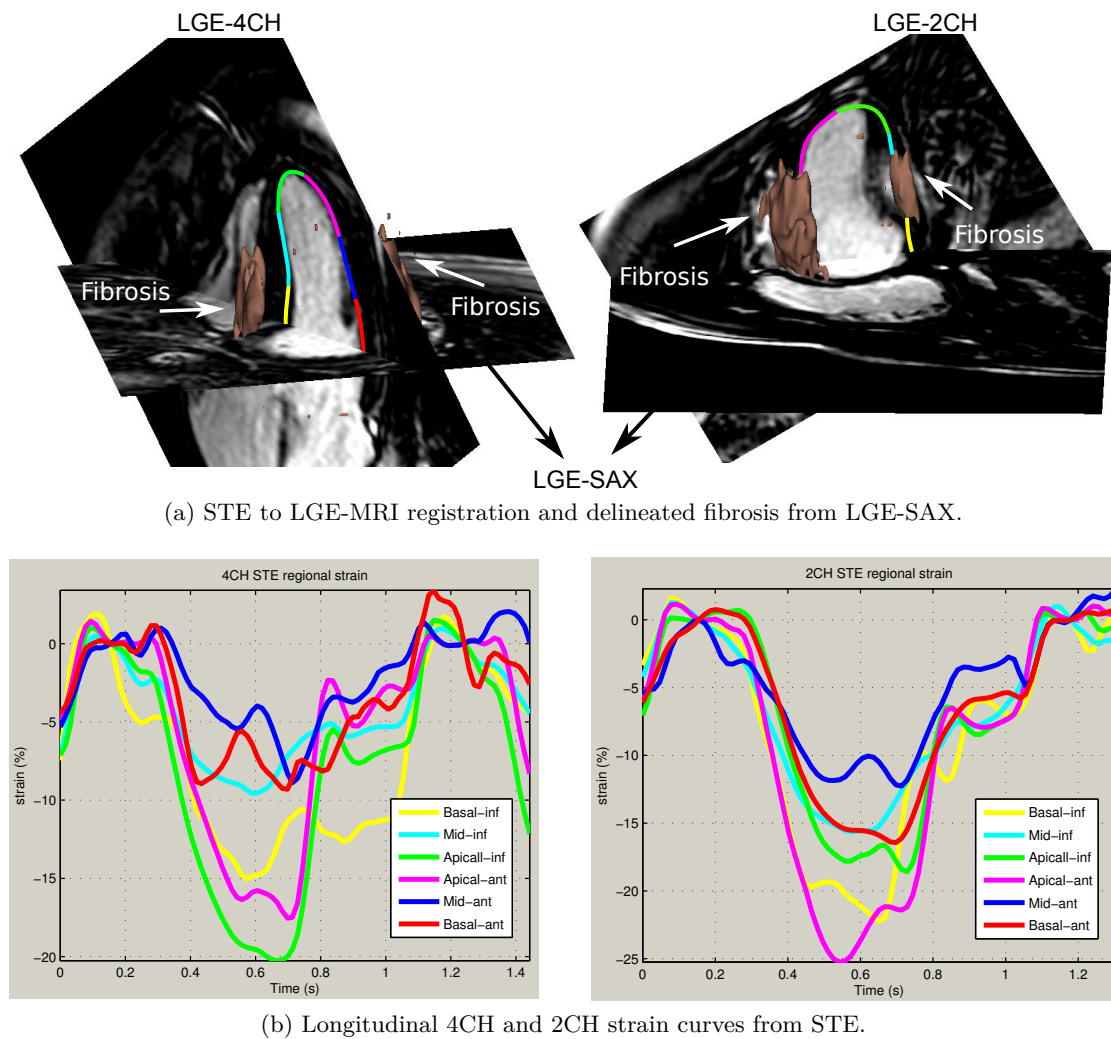 LGE-4CH
LGE-2CH
Fibrosis
Fibrosis
Fibrosis
Fibrosis
LGE-SAX
(a) STE to LGE-MRI registration and delineated fibrosis from LGE-SAX.
4CH STE regional strain
0
−5
−10
−15
−20
strain (%)
Basal−inf
Mid−inf
Apicall−inf
Apical−ant
Mid−ant
Basal−ant
0 0.2 0.4 0.6 0.8 1 1.2 1.4
Time (s)
2CH STE regional strain
0
−5
−10
−15
−20
−25
strain (%)
Basal−inf
Mid−inf
Apicall−inf
Apical−ant
Mid−ant
Basal−ant
0 0.2 0.4 0.6 0.8 1 1.2
Time (s)
(b) Longitudinal 4CH and 2CH strain curves from STE.